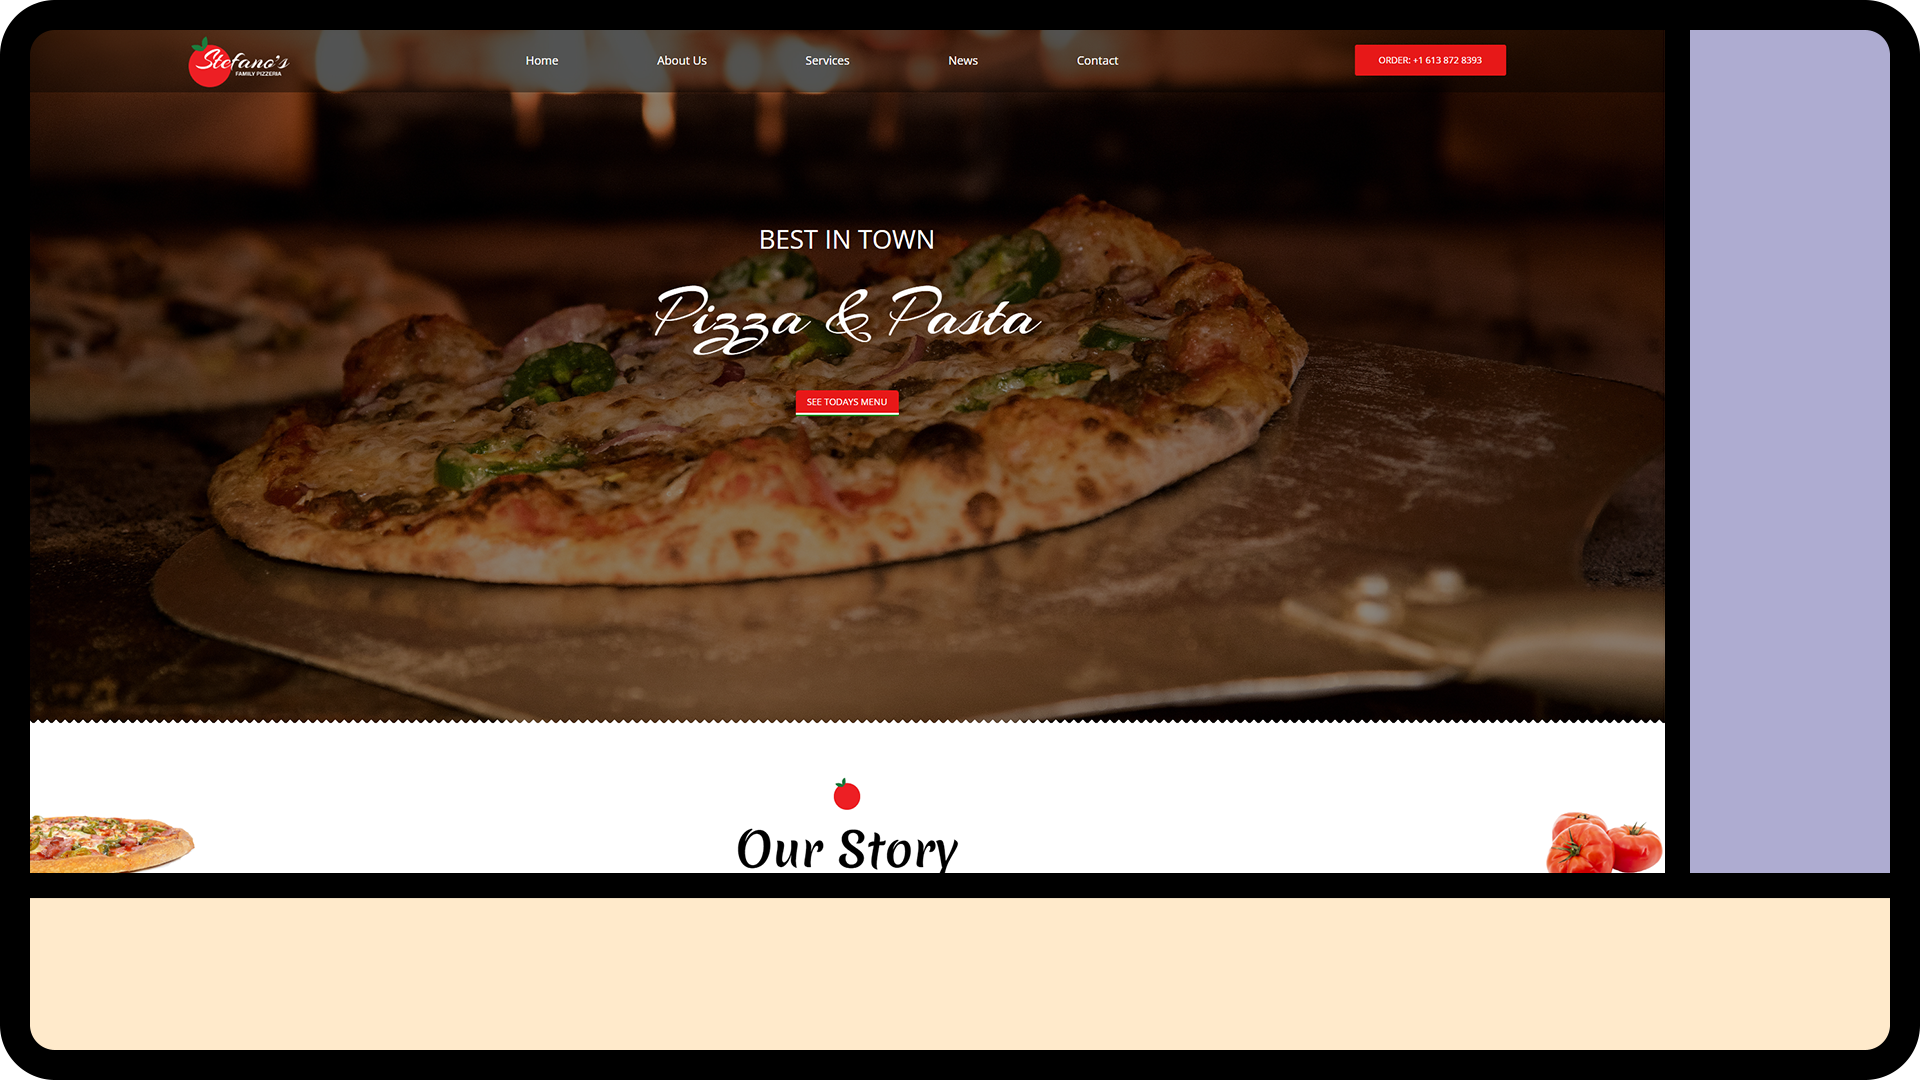 Stefano's
FAMILY PIZZERIA
Home
About Us
Services
News
Contact
ORDER: +1 613 872 8393
BEST IN TOWN
Pizza & Pasta
SEE TODAYS MENU
Our Story